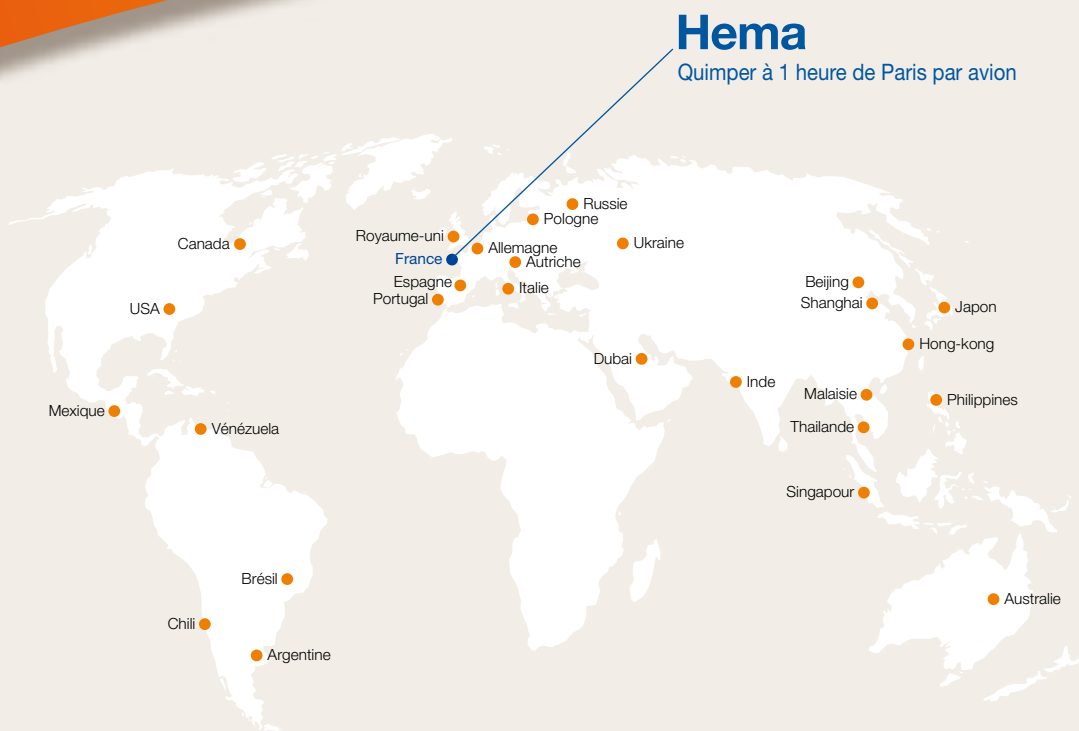 Hema
Quimper à 1 heure de Paris par avion
Russie
Pologne
Royaume-uni
Ukraine
Canada
Allemagne
France
Autriche
Espagne
Italie
Beijing
Portugal
Shanghai
Japon
USA
Hong-kong
Dubai
Inde
Malaisie
Philippines
Mexique
Thailande
Vénézuela
Singapour
Brésil
Australie
Chili
Argentine